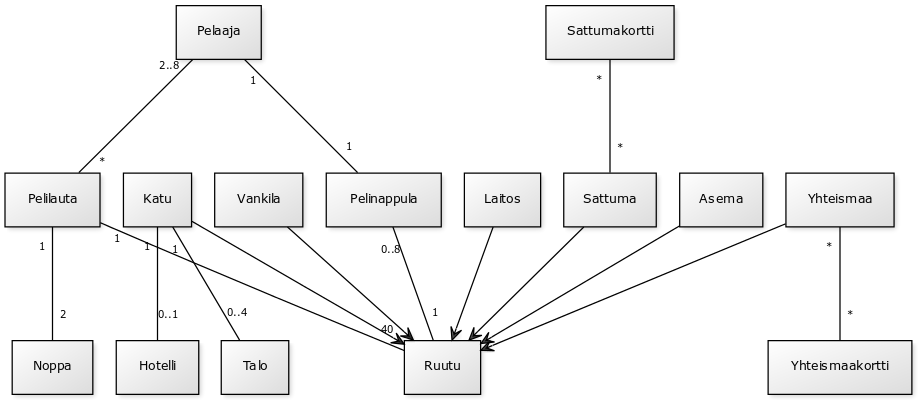 Pelaaja
Sattumakortti
2..8
1
*
1
*
*
Pelilauta
Katu
Vankila
Pelinappula
Laitos
Sattuma
Asema
Yhteismaa
1
1
1
1
0..8
*
2
0..1
0..4
1
40
*
Noppa
Hotelli
Talo
Ruutu
Yhteismaakortti